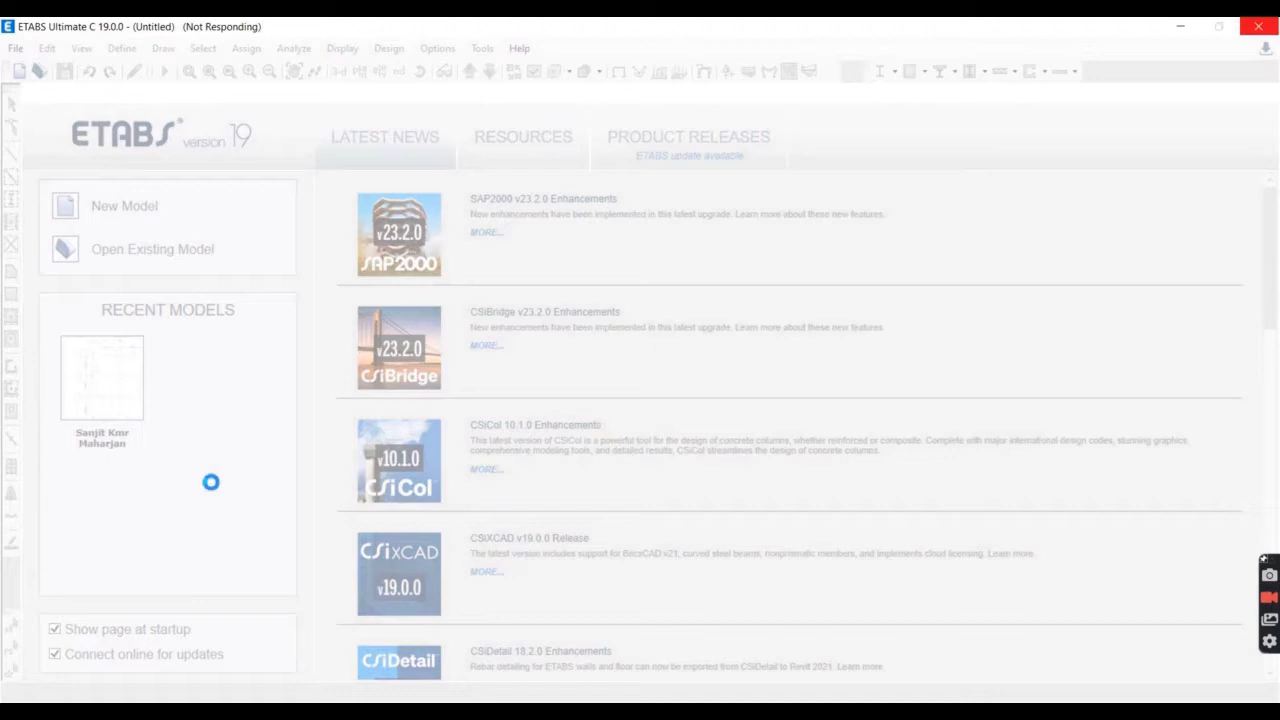 ETABS Ultimate C 19.0.0 - (Untitled) (Not Responding)
File Edit View Define Draw Select Assign Analyze Display Design Options Tools Help
ETABS® version 19
LATEST NEWS RESOURCES PRODUCT RELEASES
ETABS update available
New Model
Open Existing Model
RECENT MODELS
Sanjit Kmr
Maharjan
Show page at startup
Connect online for updates
v23.2.0
SAP2000
SAP2000 v23.2.0 Enhancements
New enhancements have been implemented in this latest upgrade. Learn more about these new features.
MORE...
v23.2.0
CSiBridge
CSiBridge v23.2.0 Enhancements
New enhancements have been implemented in this latest upgrade. Learn more about these new features.
MORE...
v10.1.0
CSiCol
CSiCol 10.1.0 Enhancements
This latest version of CSiCol is a powerful tool for the design of concrete columns, whether reinforced or composite. Complete with major international design codes, stunning graphics,
comprehensive modeling tools, and detailed results, CSiCol streamlines the design of concrete columns.
MORE...
CSiXCAD
v19.0.0
CSiXCAD v19.0.0 Release
The latest version includes support for BricsCAD v21, curved steel beams, nonprismatic members, and implements cloud licensing. Learn more.
MORE...
CSiDetail
CSiDetail 18.2.0 Enhancements
Rebar detailing for ETABS walls and floor can now be exported from CSiDetail to Revit 2021. Learn more.